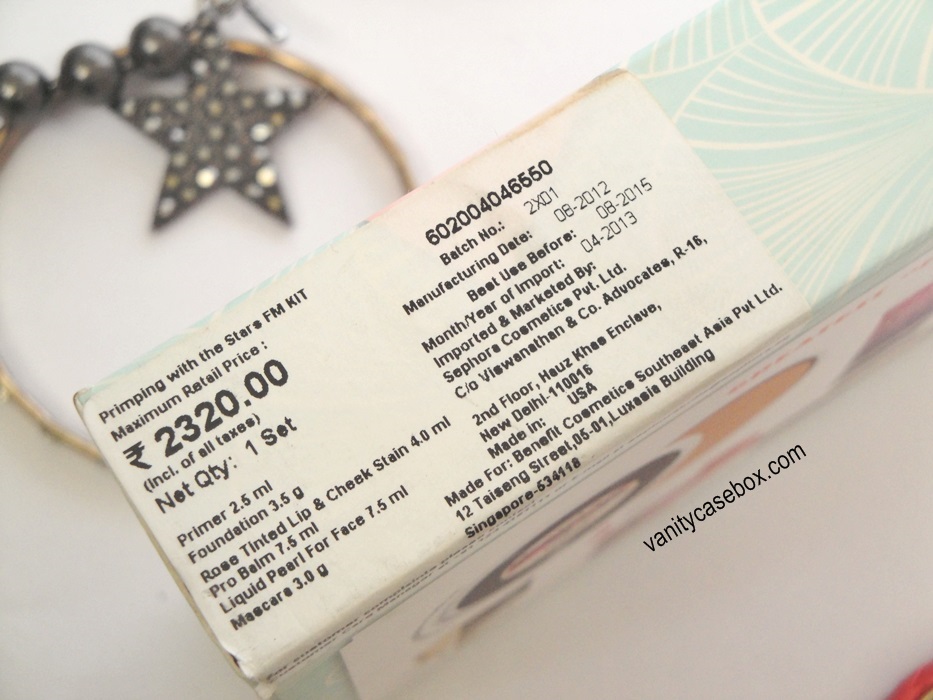 Primping with the Stars FM KIT
Maximum Retail Price :
₹ 2320.00
(Incl. of all taxes)
Net Qty: 1 Set
Primer 2.5 ml
Foundation 3.5 g
Rose Tinted Lip & Cheek Stain 4.0 ml
Pro Balm 7.5 ml
Liquid Pearl For Face 7.5 ml
Mascara 3.0 g
602004046550
Batch No.: 2X01
Manufacturing Date: 08-2012
Best Use Before: 08-2015
Month/Year of Import: 04-2013
Imported & Marketed By:
Sephora Cosmetics Pvt. Ltd.
C/o Viswanathan & Co. Advocates, R-16,
2nd Floor, Hauz Khas Enclave,
New Delhi-110016
Made in: USA
Made For: Benefit Cosmetics Southeast Asia Pvt Ltd.
12 Taiseng Street,05-01,Luxasia Building
Singapore-534118
For customer complaints please
vanitycasebox.com